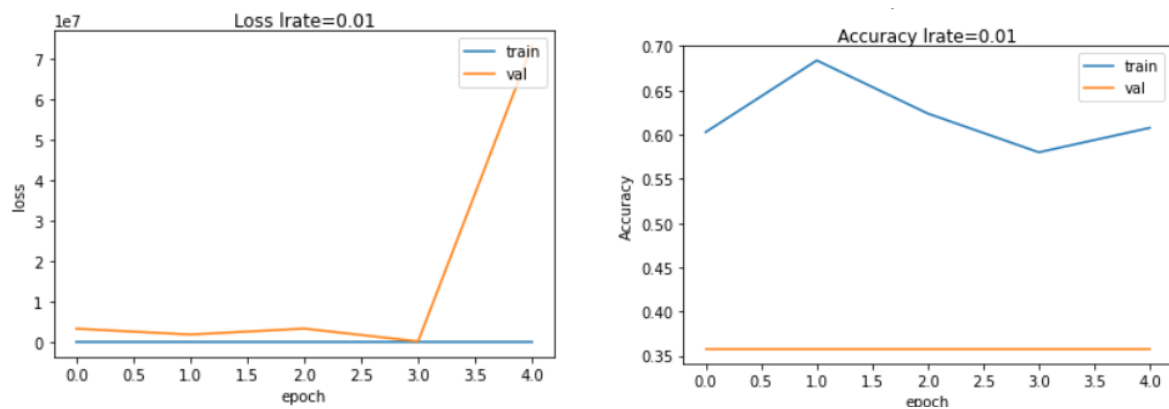 Loss lrate=0.01
1e7
train
val
7
6
5
4
3
2
1
0
loss
0.0 0.5 1.0 1.5 2.0 2.5 3.0 3.5 4.0
epoch
Accuracy lrate=0.01
train
val
0.70
0.65
0.60
0.55
0.50
0.45
0.40
0.35
Accuracy
0.0 0.5 1.0 1.5 2.0 2.5 3.0 3.5 4.0
epoch